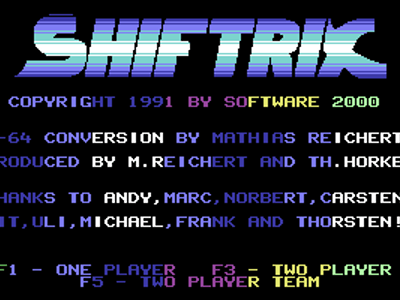 SHIFTRIX
COPYRIGHT 1991 BY SOFTWARE 2000
-64 CONVERSION BY MATHIAS REICHERT
RODUCED BY M.REICHERT AND TH.HORKE
HANKS TO ANDY,MARC,NORBERT,CARSTEN
IT,ULI,MICHAEL,FRANK AND THORSTEN!
F1 - ONE PLAYER F3 - TWO PLAYER
F5 - TWO PLAYER TEAM